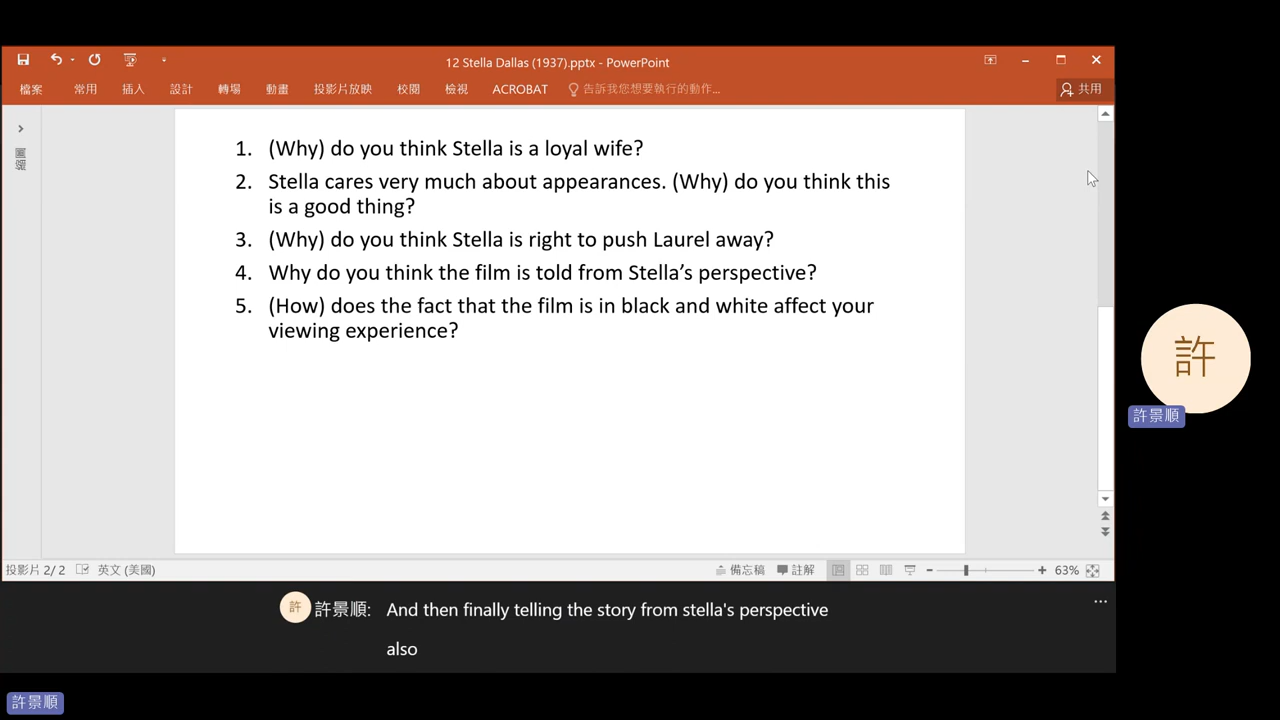 12 Stella Dallas (1937).pptx - PowerPoint
檔案 常用 插入 設計 轉場 動畫 投影片放映 校閱 檢視 ACROBAT 告訴我您想要執行的動作... 共用
1. (Why) do you think Stella is a loyal wife?
2. Stella cares very much about appearances. (Why) do you think this
is a good thing?
3. (Why) do you think Stella is right to push Laurel away?
4. Why do you think the film is told from Stella’s perspective?
5. (How) does the fact that the film is in black and white affect your
viewing experience?
許
許景順
投影片 2/2 英文 (美國) 備忘稿 註解 63%
許 許景順: And then finally telling the story from stella's perspective
also
許景順